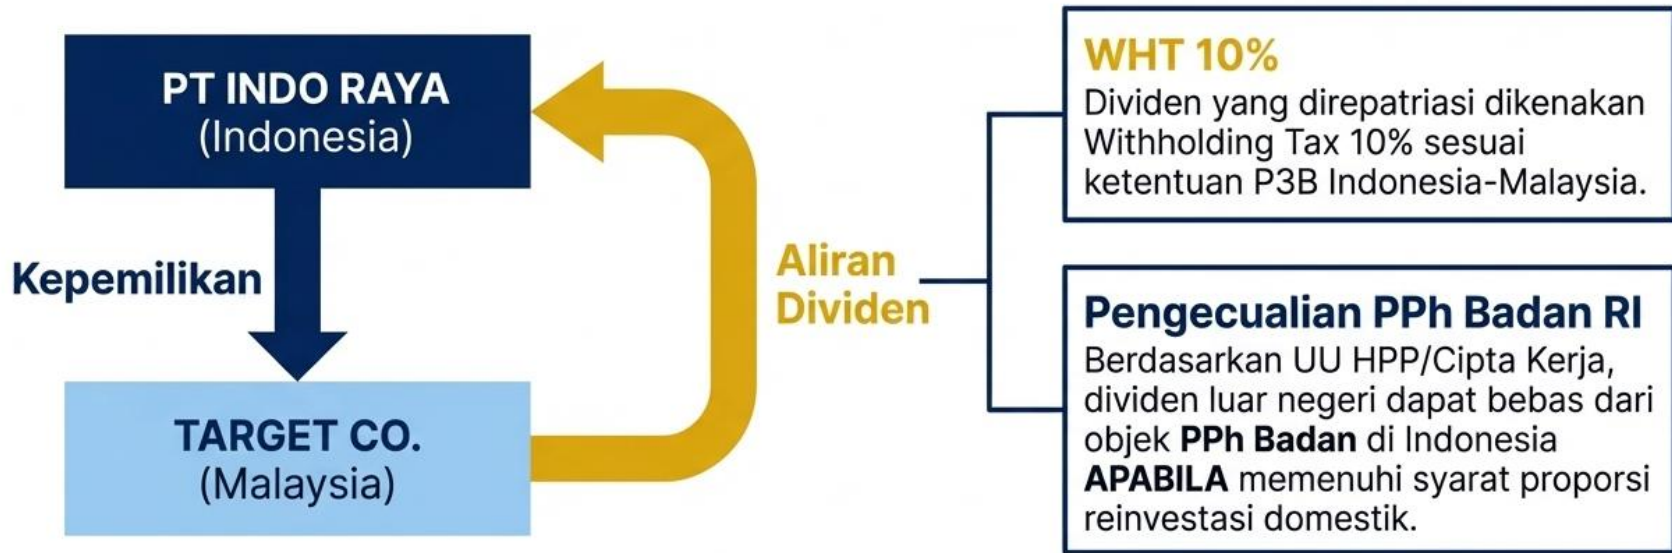 PT INDO RAYA
(Indonesia)
Kepemilikan
TARGET CO.
(Malaysia)
Aliran
Dividen
WHT 10%
Dividen yang direpatriasi dikenakan
Withholding Tax 10% sesuai
ketentuan P3B Indonesia-Malaysia.
Pengecualian PPh Badan RI
Berdasarkan UU HPP/Cipta Kerja,
dividen luar negeri dapat bebas dari
objek PPh Badan di Indonesia
APABILA memenuhi syarat proporsi
reinvestasi domestik.